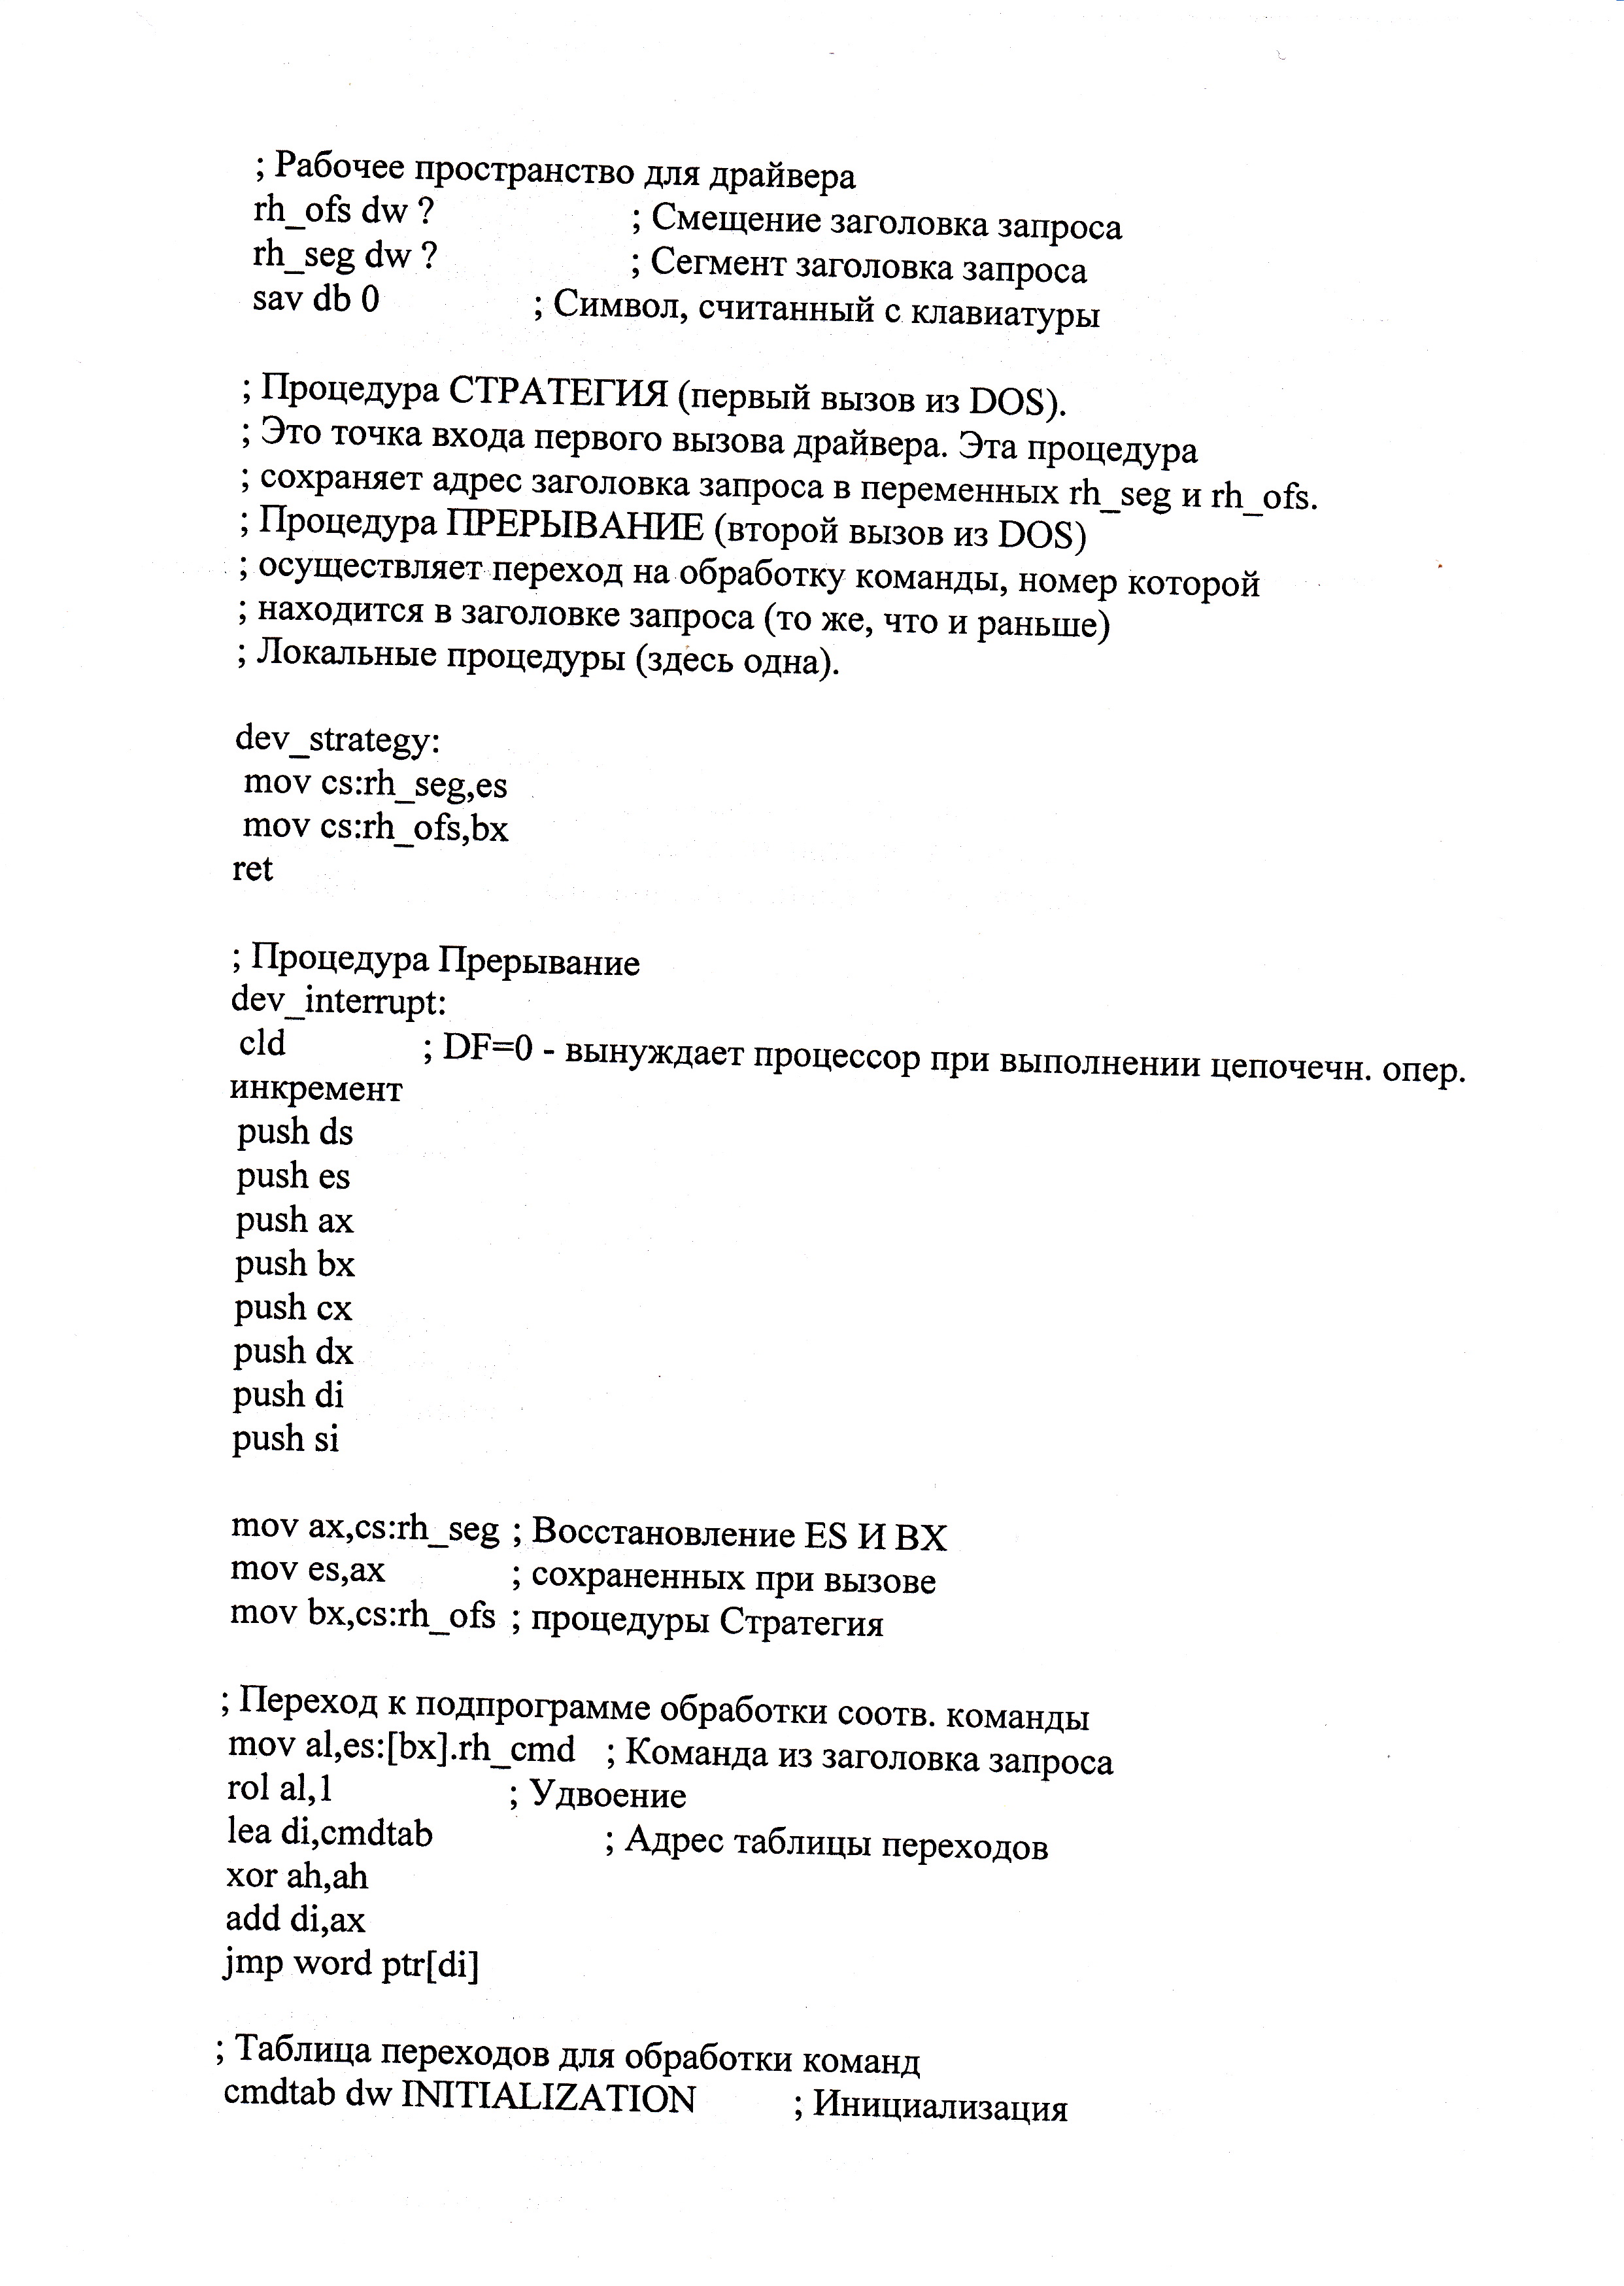 ; Рабочее пространство для драйвера
rh_ofs dw ? ; Смещение заголовка запроса
rh_seg dw ? ; Сегмент заголовка запроса
sav db 0 ; Символ, считанный с клавиатуры
; Процедура СТРАТЕГИЯ (первый вызов из DOS).
; Это точка входа первого вызова драйвера. Эта процедура
; сохраняет адрес заголовка запроса в переменных rh_seg и rh_ofs.
; Процедура ПРЕРЫВАНИЕ (второй вызов из DOS)
; осуществляет переход на обработку команды, номер которой
; находится в заголовке запроса (то же, что и раньше)
; Локальные процедуры (здесь одна).
dev_strategy:
mov cs:rh_seg,es
mov cs:rh_ofs,bx
ret
; Процедура Прерывание
dev_interrupt:
cld ; DF=0 - вынуждает процессор при выполнении цепочечн. опер.
инкремент
push ds
push es
push ax
push bx
push cx
push dx
push di
push si
mov ax,cs:rh_seg ; Восстановление ES И BX
mov es,ax ; сохраненных при вызове
mov bx,cs:rh_ofs ; процедуры Стратегия
; Переход к подпрограмме обработки соотв. команды
mov al,es:[bx].rh_cmd ; Команда из заголовка запроса
rol al,1 ; Удвоение
lea di,cmdtab ; Адрес таблицы переходов
xor ah,ah
add di,ax
jmp word ptr[di]
; Таблица переходов для обработки команд
cmdtab dw INITIALIZATION ; Инициализация